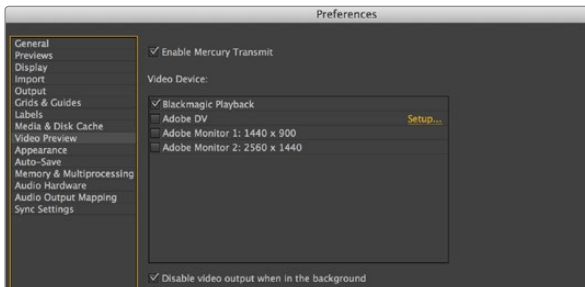 Preferences
General
Previews
Display
Import
Output
Grids & Guides
Labels
Media & Disk Cache
Video Preview
Appearance
Auto-Save
Memory & Multiprocessing
Audio Hardware
Audio Output Mapping
Sync Settings
Enable Mercury Transmit
Video Device:
Blackmagic Playback
Adobe DV Setup...
Adobe Monitor 1: 1440 x 900
Adobe Monitor 2: 2560 x 1440
Disable video output when in the background